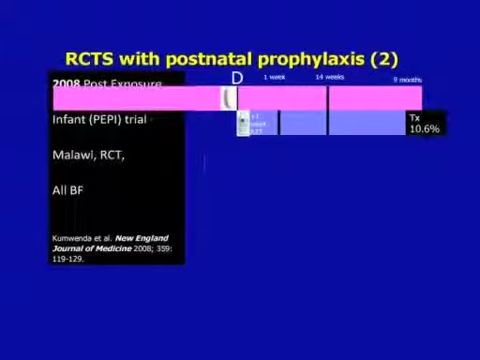 RCTS with postnatal prophylaxis (2)
D
1 week
14 weeks
9 months
2008 Post Exposure
Infant (PEPI) trial
Malawi, RCT,
All BF
Tx
10.6%
Kumwenda et al. New England
Journal of Medicine 2008; 359:
119-129.